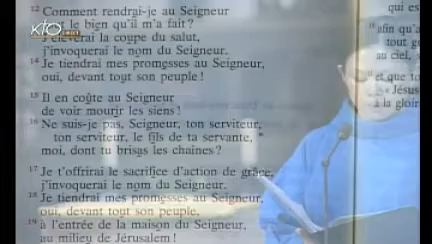 12 Comment rendrai-je au Seigneur
le bien qu'il m'a fait ?
KTO DIRECT
J'élèverai la coupe du salut,
j'invoquerai le nom du Seigneur.
14 Je tiendrai mes promesses au Seigneur,
oui, devant tout son peuple !
15 Il en coûte au Seigneur
de voir mourir les siens !
16 Ne suis-je pas, Seigneur, ton serviteur,
ton serviteur, le fils de ta servante,
moi, dont tu brisas les chaînes ?
17 Je t'offrirai le sacrifice d'action de grâce,
j'invoquerai le nom du Seigneur.
18 Je tiendrai mes promesses au Seigneur,
oui, devant tout son peuple,
19 à l'entrée de la maison du Seigneur,
au milieu de Jérusalem !
qui es
afin qu'a
tout ge
au ciel,
et que to
« Jésus
à la gloir